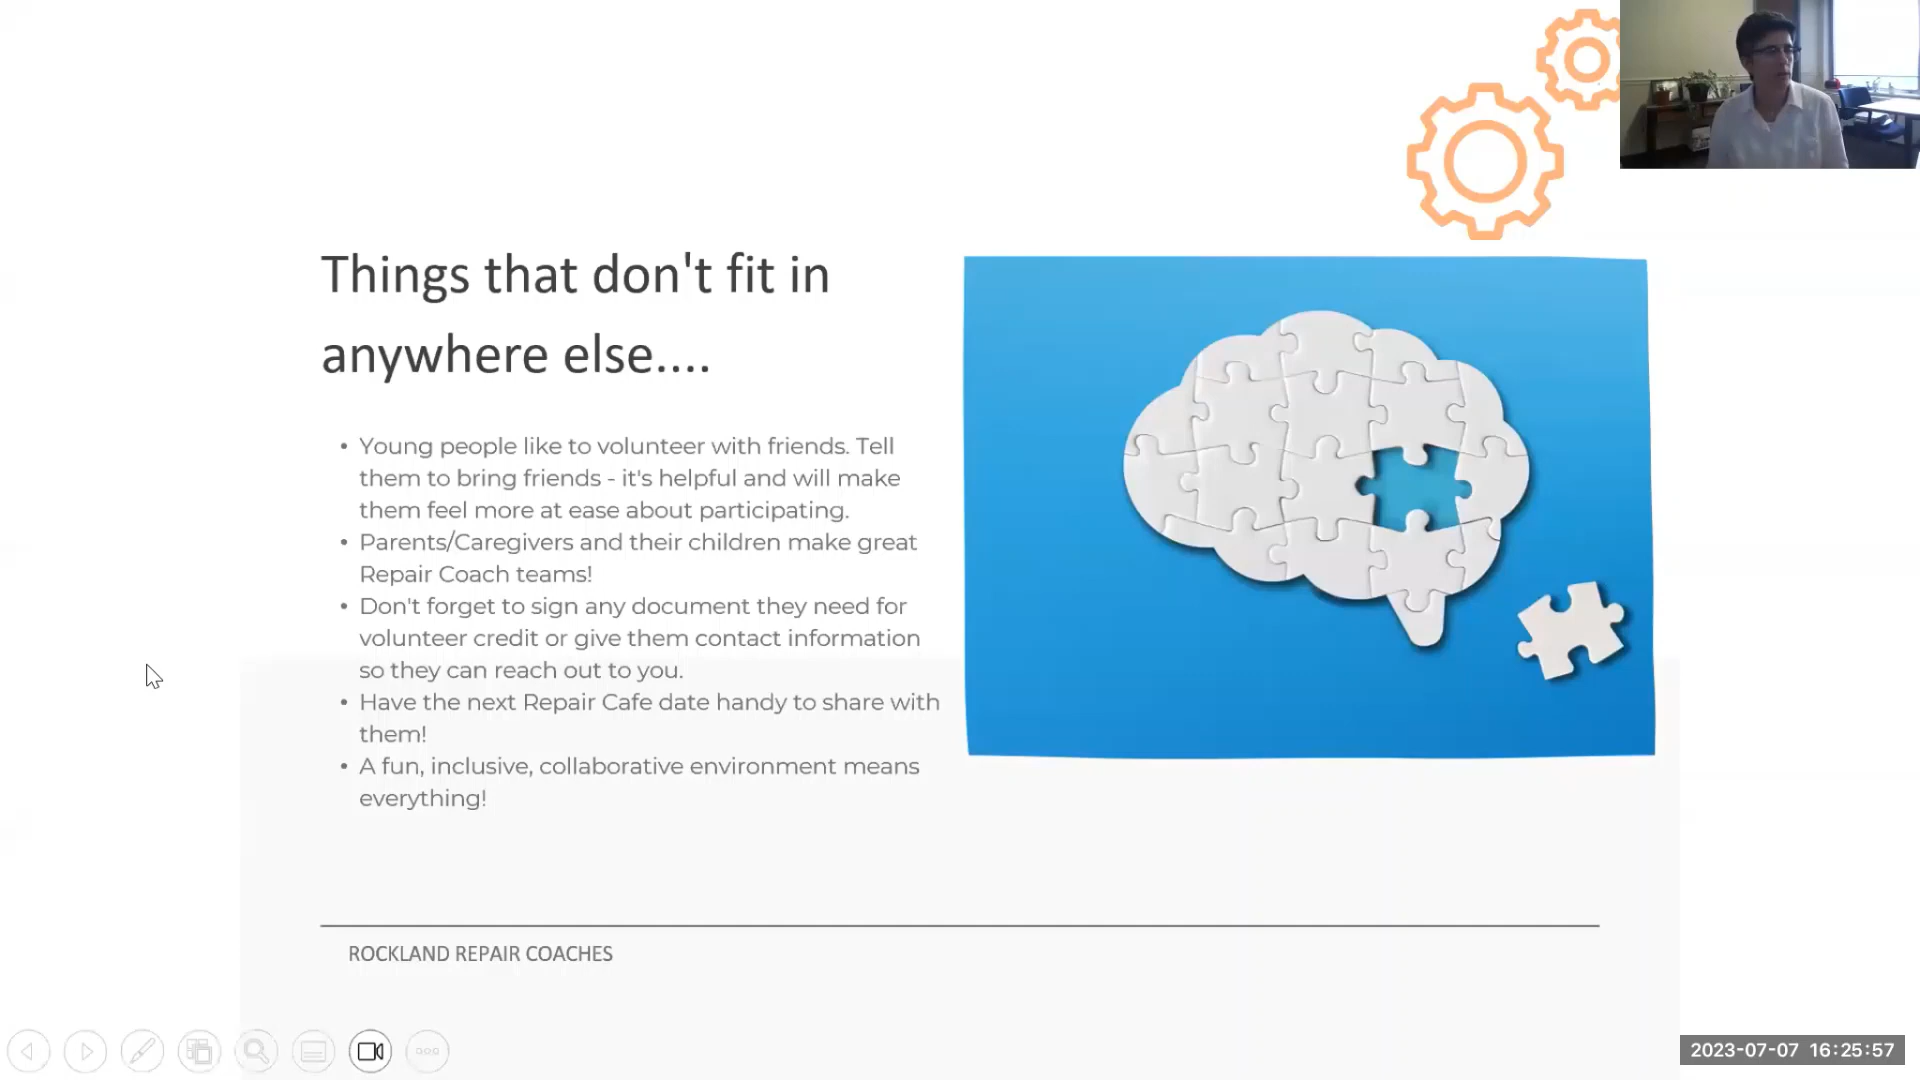 Things that don't fit in
anywhere else....
• Young people like to volunteer with friends. Tell
them to bring friends - it's helpful and will make
them feel more at ease about participating.
• Parents/Caregivers and their children make great
Repair Coach teams!
• Don't forget to sign any document they need for
volunteer credit or give them contact information
so they can reach out to you.
• Have the next Repair Cafe date handy to share with
them!
• A fun, inclusive, collaborative environment means
everything!
ROCKLAND REPAIR COACHES
2023-07-07 16:25:57